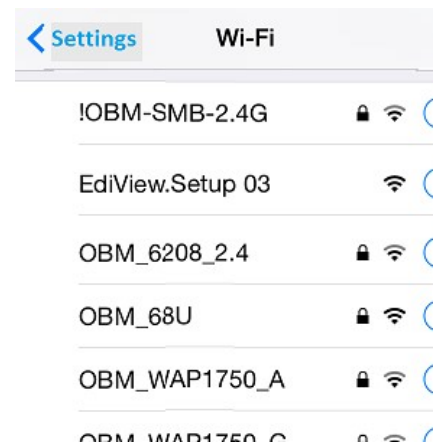 Settings Wi-Fi
!OBM-SMB-2.4G
EdiView.Setup 03
OBM_6208_2.4
OBM_68U
OBM_WAP1750_A